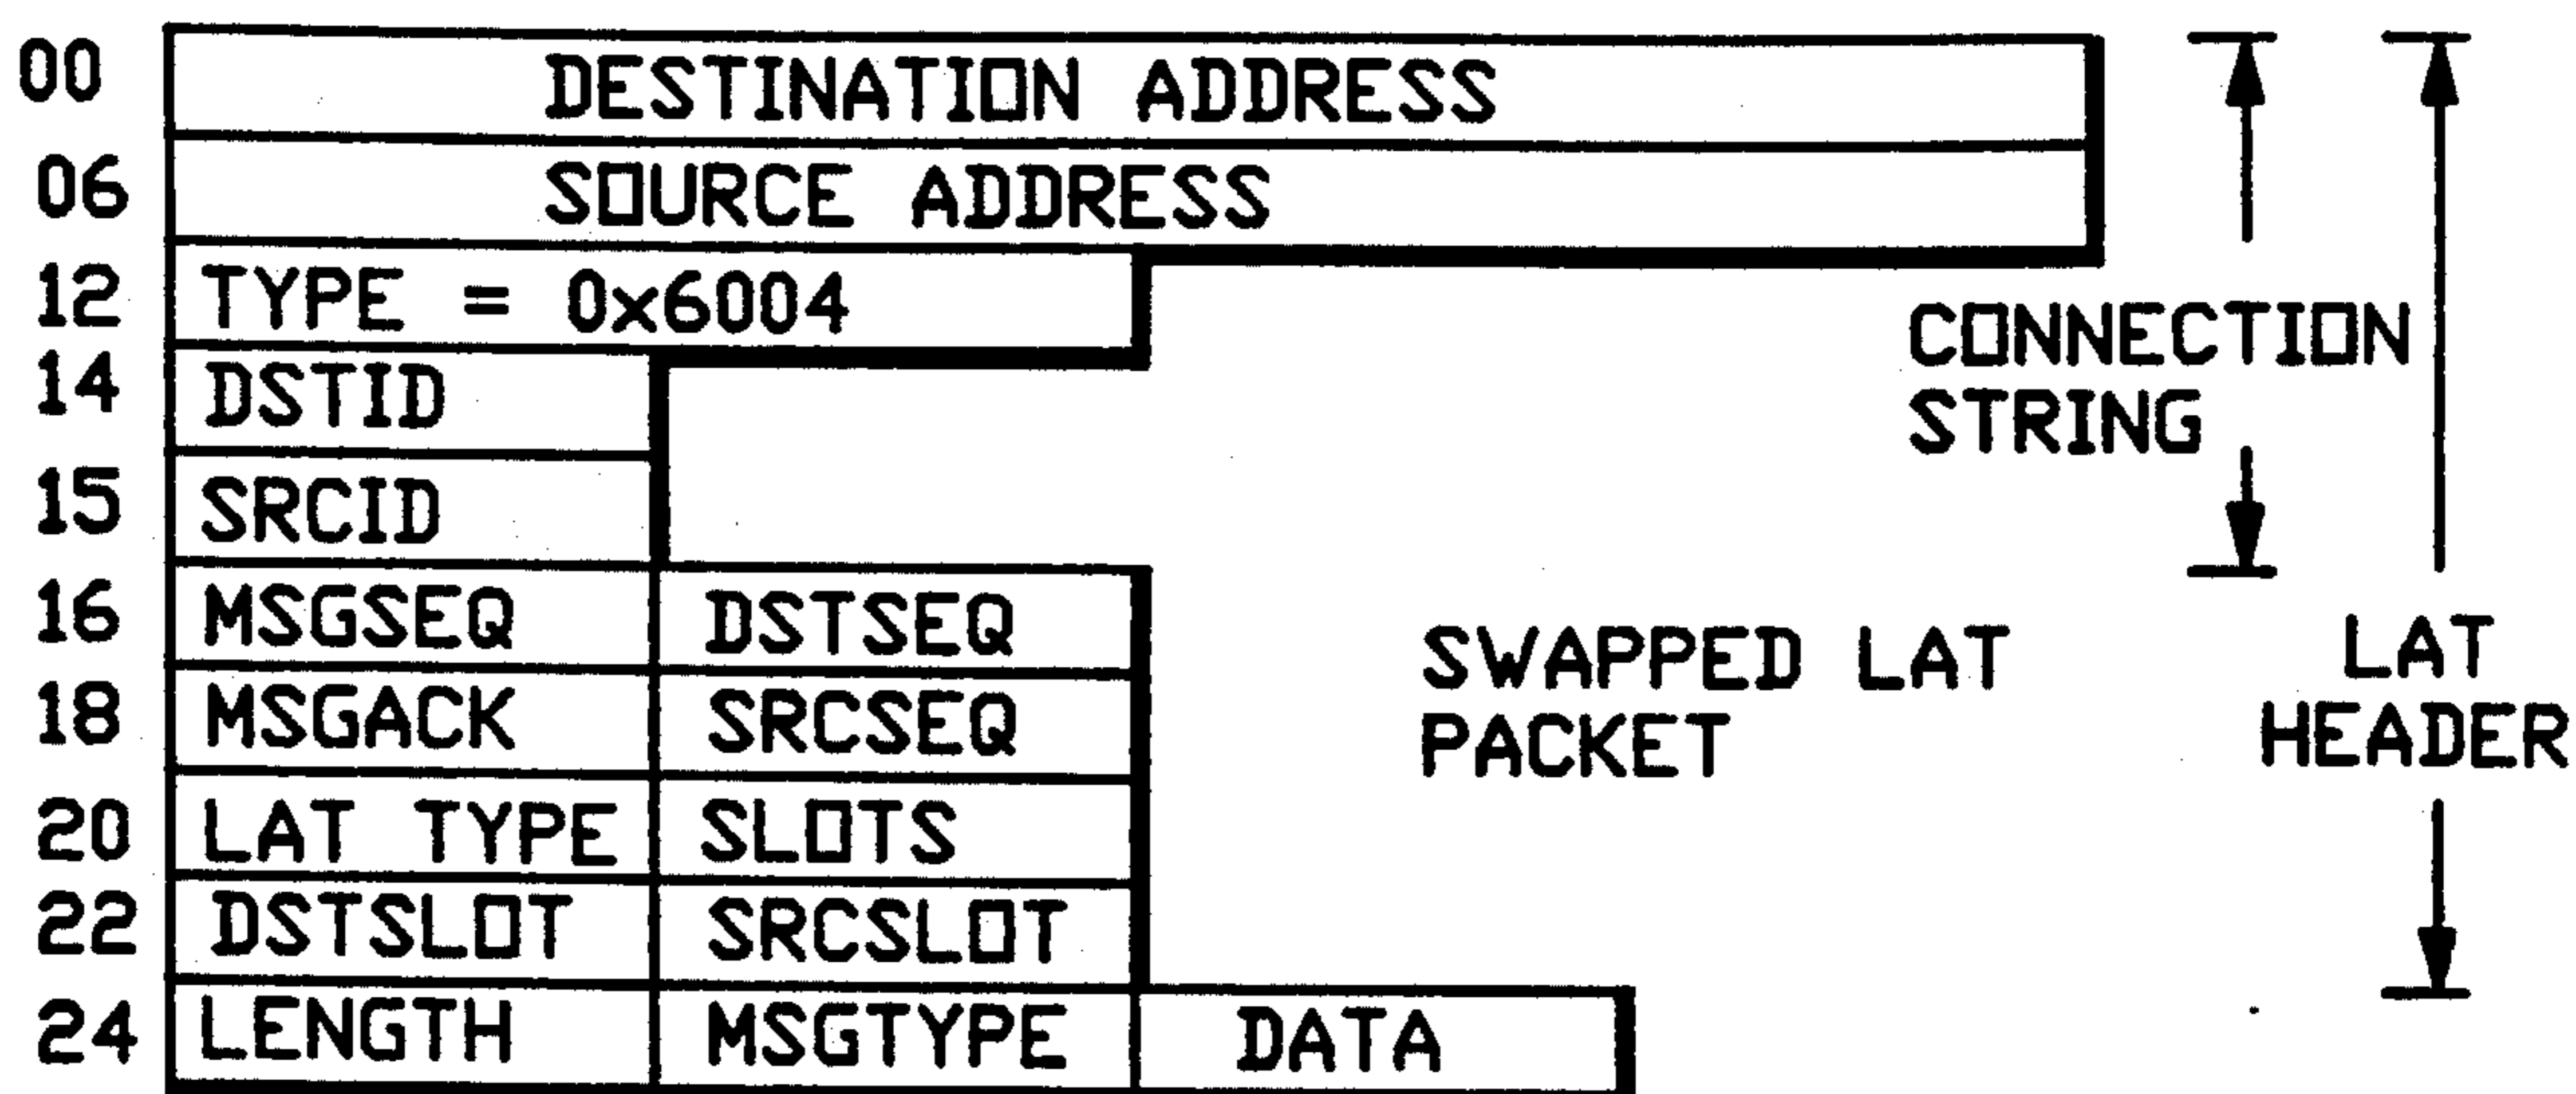 00 DESTINATION ADDRESS
06 SOURCE ADDRESS
12 TYPE = 0x6004
14 DSTID
15 SRCID
16 MSGSEQ DSTSEQ
18 MSGACK SRCSEQ
20 LAT TYPE SLOTS
22 DSTSLOT SRCSLOT
24 LENGTH MSGTYPE DATA
CONNECTION
STRING
SWAPPED LAT
PACKET
LAT
HEADER